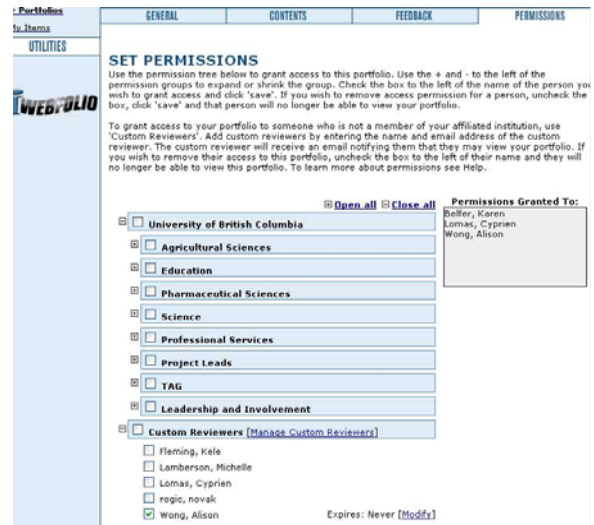 Portfolios
My Items
UTILITIES
iWEBFOLIO
GENERAL
CONTENTS
FEEDBACK
PERMISSIONS
SET PERMISSIONS
Use the permission tree below to grant access to this portfolio. Use the + and - to the left of the
permission groups to expand or shrink the group. Check the box to the left of the name of the person you
wish to grant access and click 'save'. If you wish to remove access permission for a person, uncheck the
box, click 'save' and that person will no longer be able to view your portfolio.
To grant access to your portfolio to someone who is not a member of your affiliated institution, use
'Custom Reviewers'. Add custom reviewers by entering the name and email address of the custom
reviewer. The custom reviewer will receive an email notifying them that they may view your portfolio. If
you wish to remove their access to this portfolio, uncheck the box to the left of their name and they will
no longer be able to view this portfolio. To learn more about permissions see Help.
Open all Close all
Permissions Granted To:
Belfer, Karen
Lomas, Cyprien
Wong, Alison
University of British Columbia
Agricultural Sciences
Education
Pharmaceutical Sciences
Science
Professional Services
Project Leads
TAG
Leadership and Involvement
Custom Reviewers [Manage Custom Reviewers]
Fleming, Kele
Lamberson, Michelle
Lomas, Cyprien
rogic, novak
Wong, Alison Expires: Never [Modify]